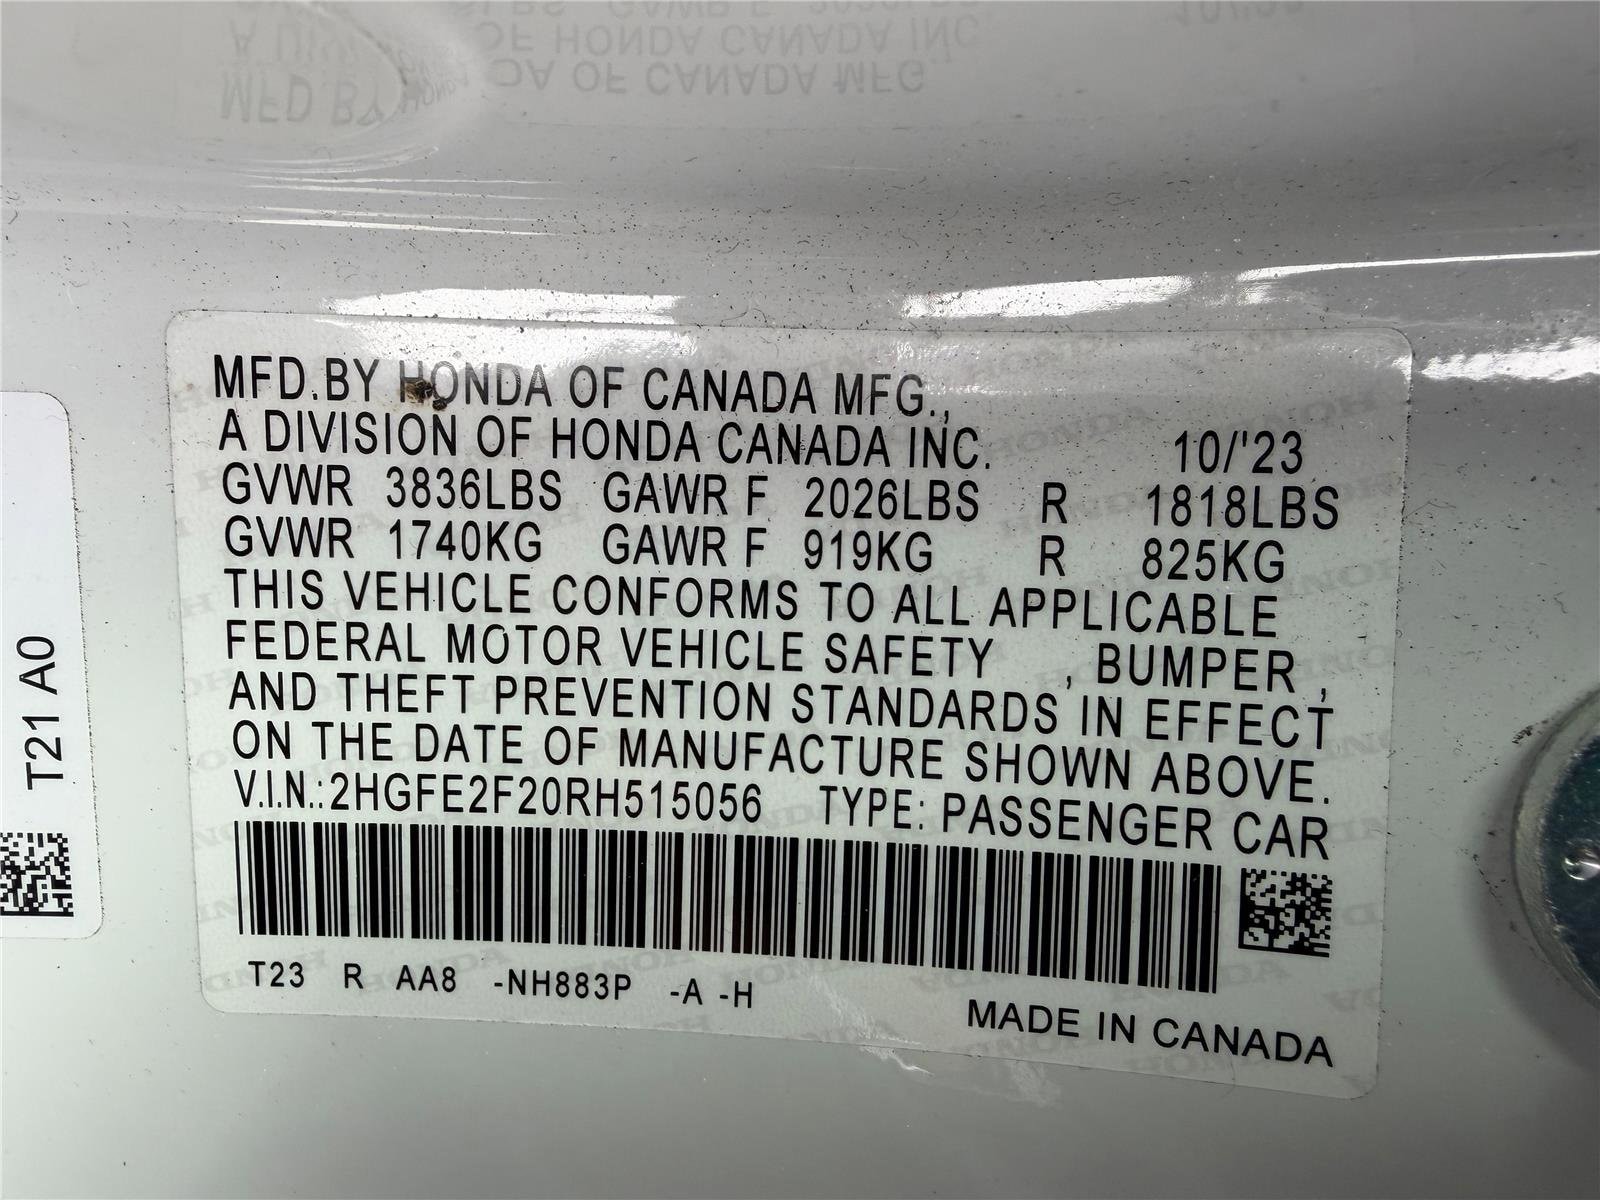 MFD.BY HONDA OF CANADA MFG.,
A DIVISION OF HONDA CANADA INC. 10/'23
GVWR 3836LBS GAWR F 2026LBS R 1818LBS
GVWR 1740KG GAWR F 919KG R 825KG
THIS VEHICLE CONFORMS TO ALL APPLICABLE
FEDERAL MOTOR VEHICLE SAFETY , BUMPER ,
AND THEFT PREVENTION STANDARDS IN EFFECT
ON THE DATE OF MANUFACTURE SHOWN ABOVE.
V.I.N.:2HGFE2F20RH515056 TYPE: PASSENGER CAR
T23 R AA8 -NH883P -A -H
MADE IN CANADA
T21 A0